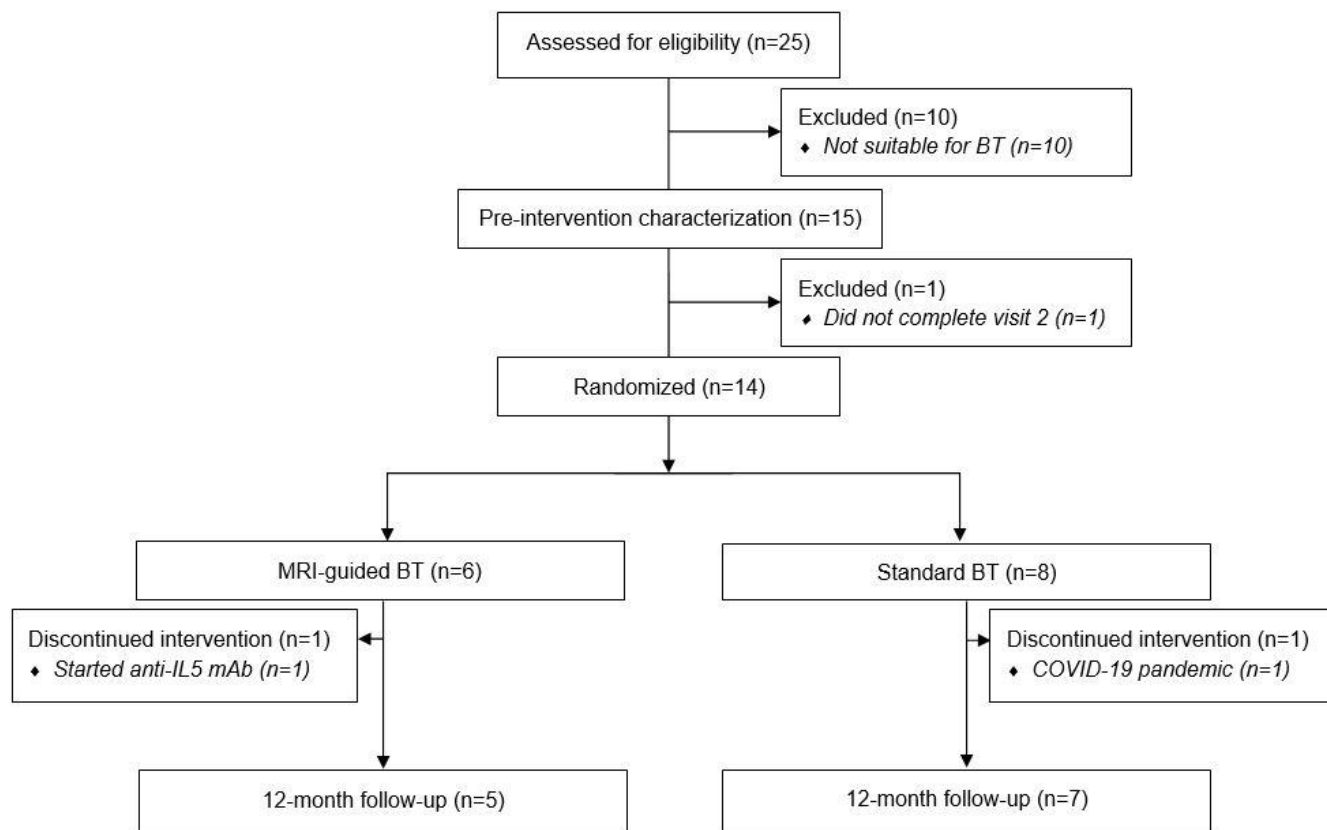 Assessed for eligibility (n=25)
Excluded (n=10)
♦ Not suitable for BT (n=10)
Pre-intervention characterization (n=15)
Excluded (n=1)
♦ Did not complete visit 2 (n=1)
Randomized (n=14)
MRI-guided BT (n=6)
Standard BT (n=8)
Discontinued intervention (n=1)
♦ Started anti-IL5 mAb (n=1)
Discontinued intervention (n=1)
♦ COVID-19 pandemic (n=1)
12-month follow-up (n=5)
12-month follow-up (n=7)